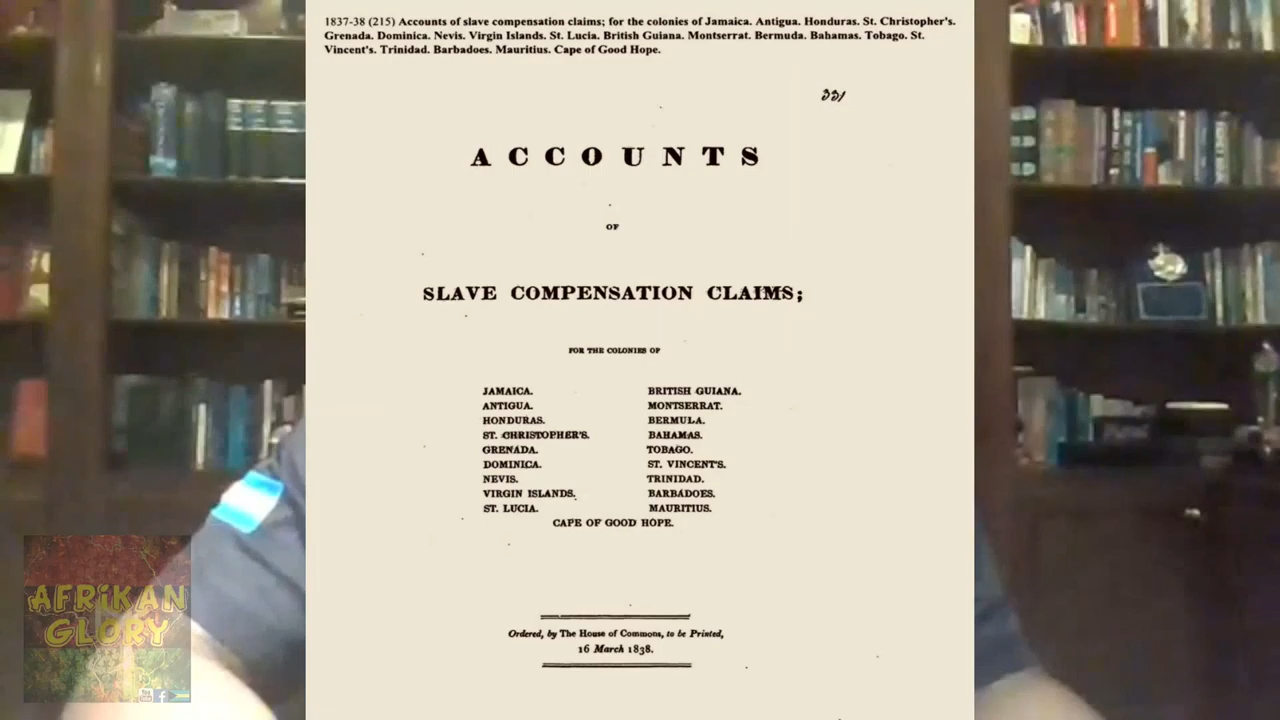 1837-38 (215) Accounts of slave compensation claims; for the colonies of Jamaica. Antigua. Honduras. St. Christopher's.
Grenada. Dominica. Nevis. Virgin Islands. St. Lucia. British Guiana. Montserrat. Bermuda. Bahamas. Tobago. St.
Vincent's. Trinidad. Barbadoes. Mauritius. Cape of Good Hope.
331
ACCOUNTS
OF
SLAVE COMPENSATION CLAIMS;
FOR THE COLONIES OF
JAMAICA.
ANTIGUA.
HONDURAS.
ST. CHRISTOPHER'S.
GRENADA.
DOMINICA.
NEVIS.
VIRGIN ISLANDS.
ST. LUCIA.
BRITISH GUIANA.
MONTSERRAT.
BERMULA.
BAHAMAS.
TOBAGO.
ST. VINCENT'S.
TRINIDAD.
BARBADOES.
MAURITIUS.
CAPE OF GOOD HOPE.
Ordered, by The House of Commons, to be Printed,
16 March 1838.
AFRiKAN
GLORY